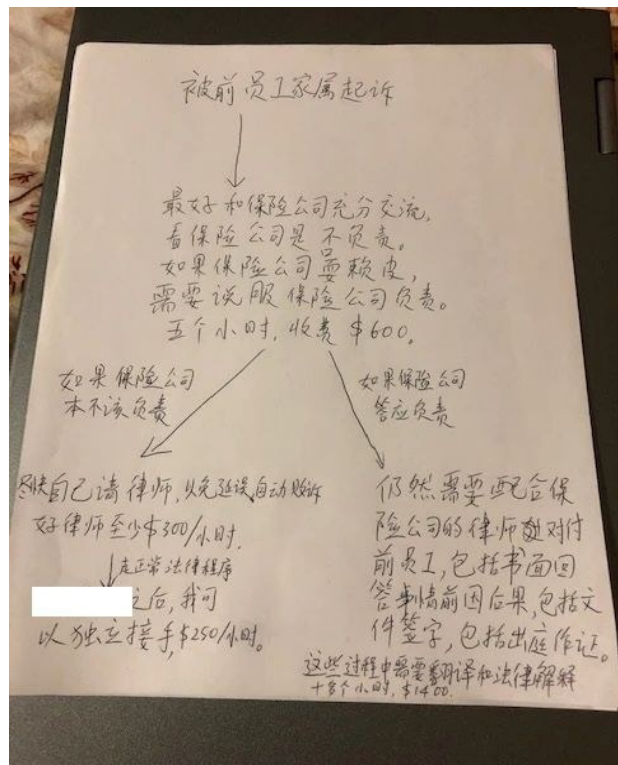 被前员工家属起诉
最好和保险公司充分交流,
看保险公司是不负责。
如果保险公司耍赖皮,
需要说服保险公司负责。
五个小时,收费$600。
如果保险公司
本不该负责
如果保险公司
答应负责
尽快自己请律师,以免延误自动败诉
好律师至少$300/小时.
走正常法律程序
之后,我可
以独立接手,$250/小时。
仍然需要配合保
险公司的律师对付
前员工,包括书面回
答事情前因后果,包括文
件签字,包括出庭作证。
这些过程中需要翻译和法律解释
个小时,$1400.